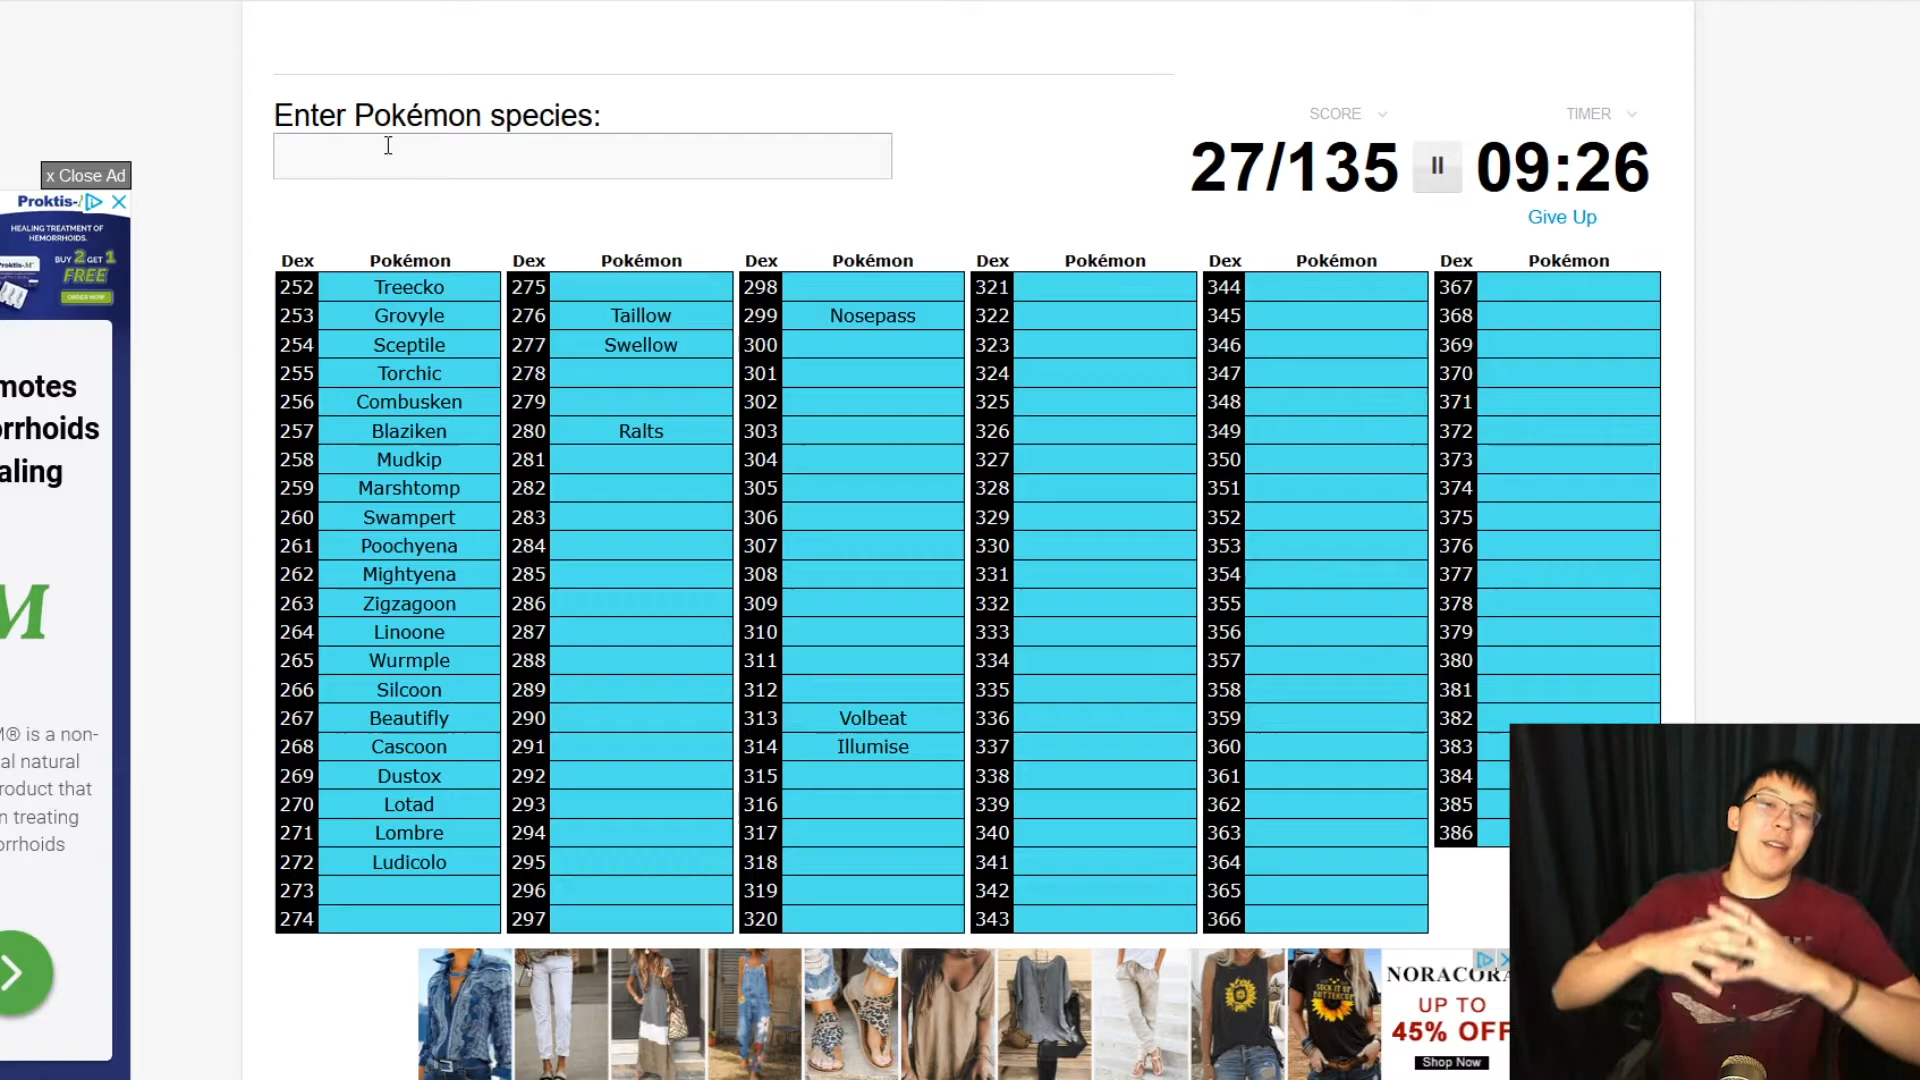 Enter Pokémon species:
SCORE
TIMER
27/135
09:26
Give Up
x Close Ad
Proktis-
HEALING TREATMENT OF
HEMORRHOIDS.
BUY 2 GET 1
FREE
ORDER NOW
motes
orrhoids
aling
M
M® is a non-
al natural
roduct that
n treating
orrhoids
Dex Pokémon Dex Pokémon Dex Pokémon Dex Pokémon Dex Pokémon Dex Pokémon
252 Treecko 275 298 321 344 367
253 Grovyle 276 Taillow 299 Nosepass 322 345 368
254 Sceptile 277 Swellow 300 323 346 369
255 Torchic 278 301 324 347 370
256 Combusken 279 302 325 348 371
257 Blaziken 280 Ralts 303 326 349 372
258 Mudkip 281 304 327 350 373
259 Marshtomp 282 305 328 351 374
260 Swampert 283 306 329 352 375
261 Poochyena 284 307 330 353 376
262 Mightyena 285 308 331 354 377
263 Zigzagoon 286 309 332 355 378
264 Linoone 287 310 333 356 379
265 Wurmple 288 311 334 357 380
266 Silcoon 289 312 335 358 381
267 Beautifly 290 313 Volbeat 336 359 382
268 Cascoon 291 314 Illumise 337 360 383
269 Dustox 292 315 338 361 384
270 Lotad 293 316 339 362 385
271 Lombre 294 317 340 363 386
272 Ludicolo 295 318 341 364
273 296 319 342 365
274 297 320 343 366
NORACORA
UP TO
45% OFF
Shop Now